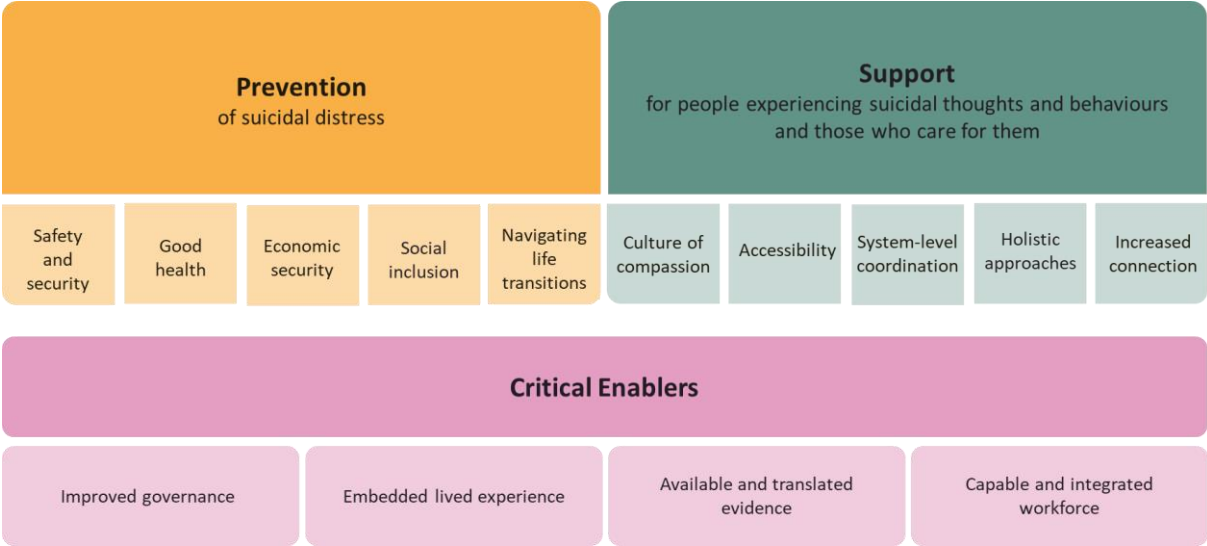 Prevention
of suicidal distress
Support
for people experiencing suicidal thoughts and behaviours
and those who care for them
Safety
and
security
Good
health
Economic
security
Social
inclusion
Navigating
life
transitions
Culture of
compassion
Accessibility
System-level
coordination
Holistic
approaches
Increased
connection
Critical Enablers
Improved governance
Embedded lived experience
Available and translated
evidence
Capable and integrated
workforce